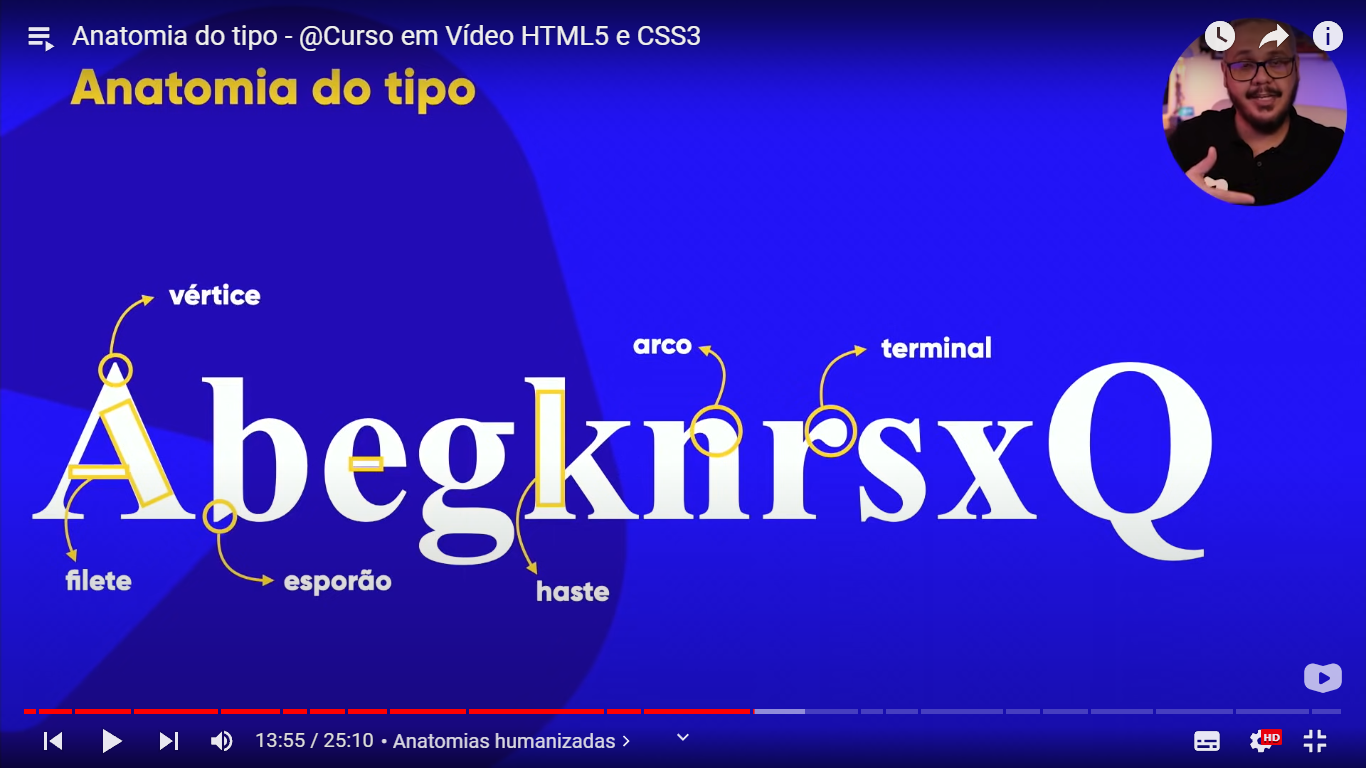 Anatomia do tipo - @Curso em Vídeo HTML5 e CSS3
Anatomia do tipo
vértice
arco
terminal
AbegknrsxQ
filete
esporão
haste
13:55 / 25:10 • Anatomias humanizadas
HD